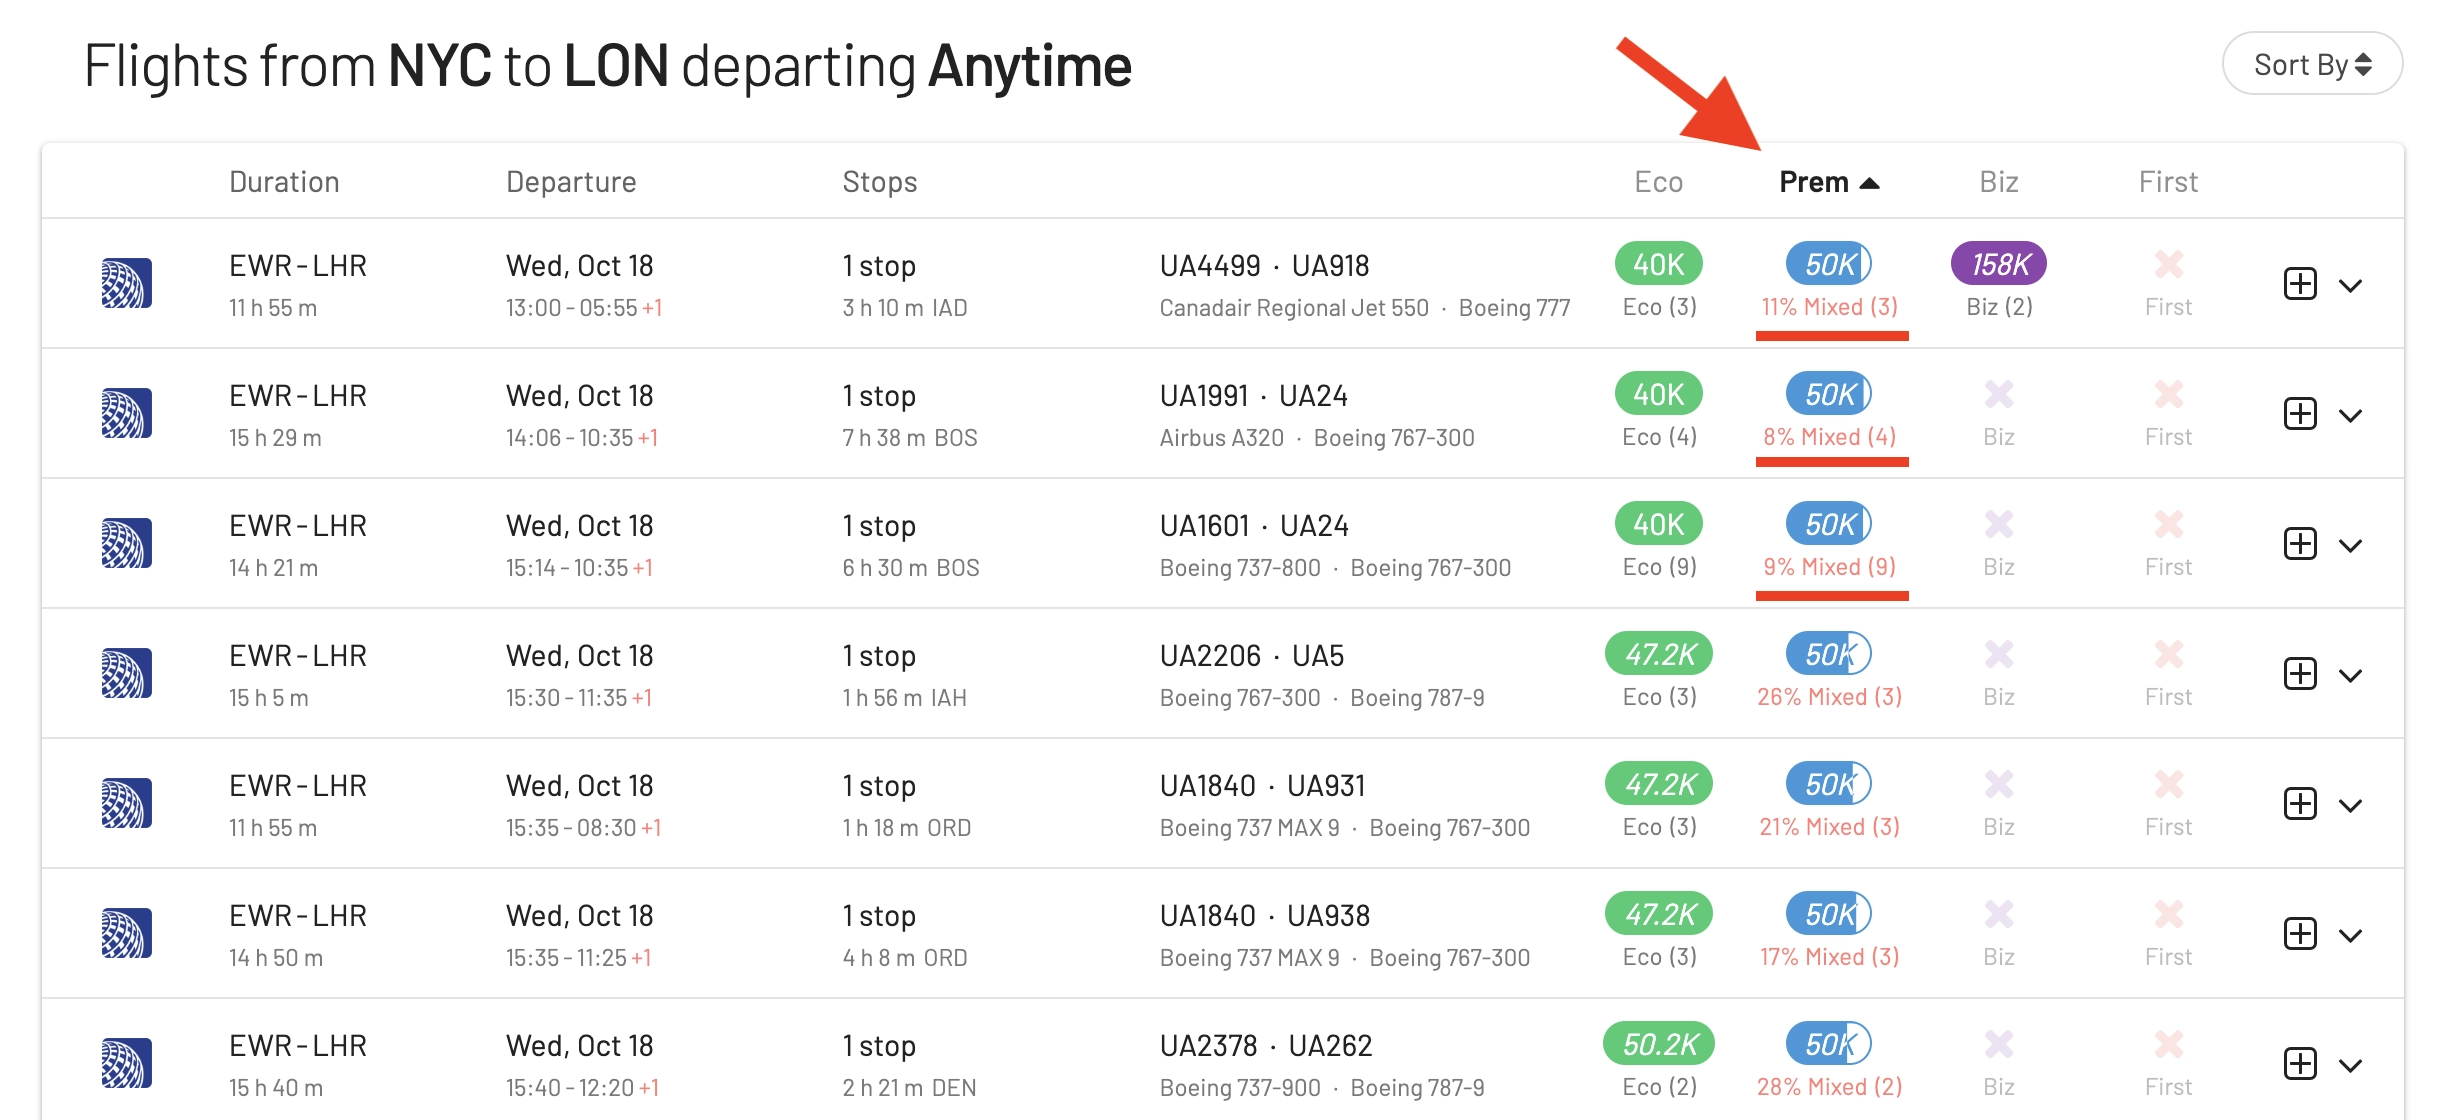 Flights from NYC to LON departing Anytime
Sort By
Duration Departure Stops Eco Prem Biz First
EWR - LHR Wed, Oct 18 1 stop UA4499 · UA918 40K 50K 158K
11 h 55 m 13:00 - 05:55 +1 3 h 10 m IAD Canadair Regional Jet 550 · Boeing 777 Eco (3) 11% Mixed (3) Biz (2) First
EWR - LHR Wed, Oct 18 1 stop UA1991 · UA24 40K 50K
15 h 29 m 14:06 - 10:35 +1 7 h 38 m BOS Airbus A320 · Boeing 767-300 Eco (4) 8% Mixed (4) Biz First
EWR - LHR Wed, Oct 18 1 stop UA1601 · UA24 40K 50K
14 h 21 m 15:14 - 10:35 +1 6 h 30 m BOS Boeing 737-800 · Boeing 767-300 Eco (9) 9% Mixed (9) Biz First
EWR - LHR Wed, Oct 18 1 stop UA2206 · UA5 47.2K 50K
15 h 5 m 15:30 - 11:35 +1 1 h 56 m IAH Boeing 767-300 · Boeing 787-9 Eco (3) 26% Mixed (3) Biz First
EWR - LHR Wed, Oct 18 1 stop UA1840 · UA931 47.2K 50K
11 h 55 m 15:35 - 08:30 +1 1 h 18 m ORD Boeing 737 MAX 9 · Boeing 767-300 Eco (3) 21% Mixed (3) Biz First
EWR - LHR Wed, Oct 18 1 stop UA1840 · UA938 47.2K 50K
14 h 50 m 15:35 - 11:25 +1 4 h 8 m ORD Boeing 737 MAX 9 · Boeing 767-300 Eco (3) 17% Mixed (3) Biz First
EWR - LHR Wed, Oct 18 1 stop UA2378 · UA262 50.2K 50K
15 h 40 m 15:40 - 12:20 +1 2 h 21 m DEN Boeing 737-900 · Boeing 787-9 Eco (2) 28% Mixed (2) Biz First